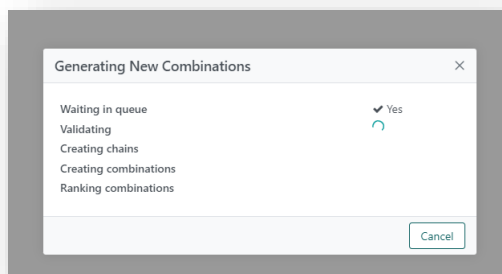 Generating New Combinations
Waiting in queue ✔ Yes
Validating
Creating chains
Creating combinations
Ranking combinations
Cancel